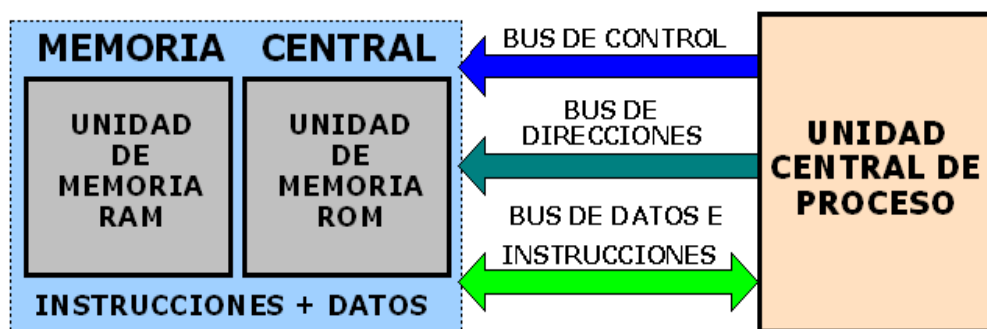 MEMORIA CENTRAL
UNIDAD
DE
MEMORIA
RAM
UNIDAD
DE
MEMORIA
ROM
INSTRUCCIONES + DATOS
BUS DE CONTROL
BUS DE
DIRECCIONES
BUS DE DATOS E
INSTRUCCIONES
UNIDAD
CENTRAL DE
PROCESO